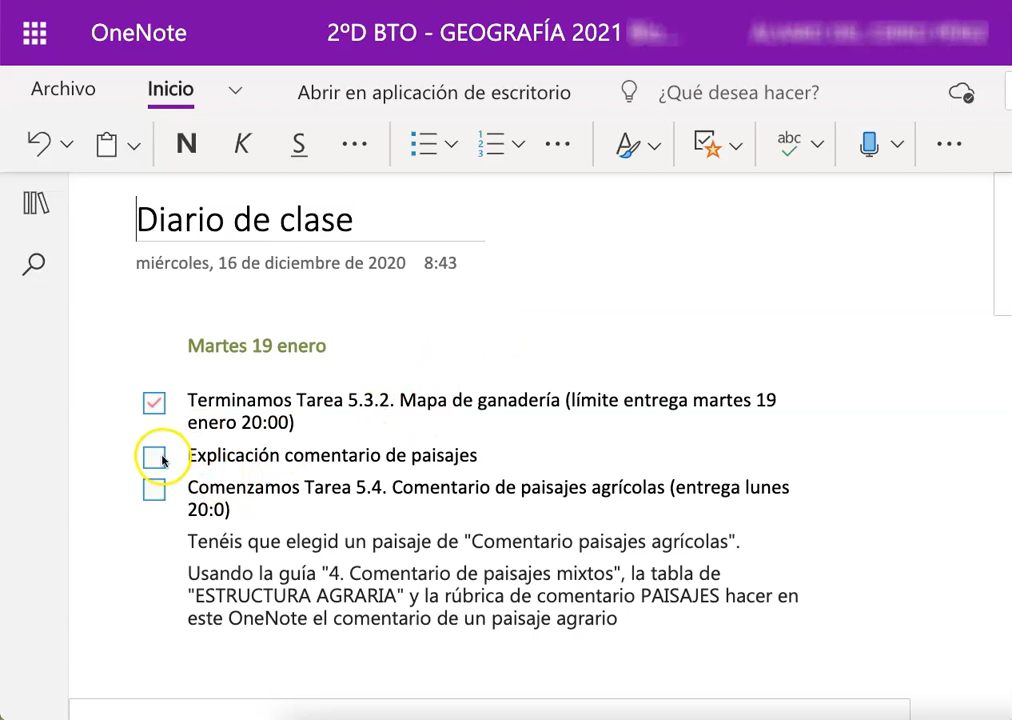 OneNote
2ºD BTO - GEOGRAFÍA 2021
Archivo
Inicio
Abrir en aplicación de escritorio
¿Qué desea hacer?
N K S
abc
Diario de clase
miércoles, 16 de diciembre de 2020 8:43
Martes 19 enero
Terminamos Tarea 5.3.2. Mapa de ganadería (límite entrega martes 19
enero 20:00)
Explicación comentario de paisajes
Comenzamos Tarea 5.4. Comentario de paisajes agrícolas (entrega lunes
20:0)
Tenéis que elegid un paisaje de "Comentario paisajes agrícolas".
Usando la guía "4. Comentario de paisajes mixtos", la tabla de
"ESTRUCTURA AGRARIA" y la rúbrica de comentario PAISAJES hacer en
este OneNote el comentario de un paisaje agrario